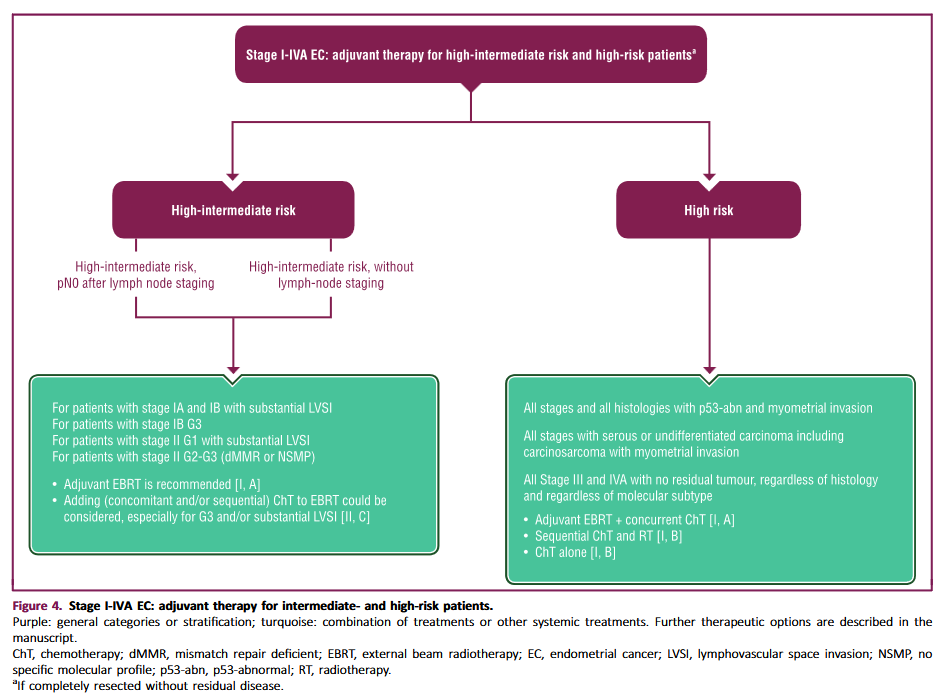 Stage I-IVA EC: adjuvant therapy for high-intermediate risk and high-risk patientsᵃ
High-intermediate risk
High risk
High-intermediate risk,
pN0 after lymph node staging
High-intermediate risk, without
lymph-node staging
For patients with stage IA and IB with substantial LVSI
For patients with stage IB G3
For patients with stage II G1 with substantial LVSI
For patients with stage II G2-G3 (dMMR or NSMP)
• Adjuvant EBRT is recommended [I, A]
• Adding (concomitant and/or sequential) ChT to EBRT could be
considered, especially for G3 and/or substantial LVSI [II, C]
All stages and all histologies with p53-abn and myometrial invasion
All stages with serous or undifferentiated carcinoma including
carcinosarcoma with myometrial invasion
All Stage III and IVA with no residual tumour, regardless of histology
and regardless of molecular subtype
• Adjuvant EBRT + concurrent ChT [I, A]
• Sequential ChT and RT [I, B]
• ChT alone [I, B]
Figure 4. Stage I-IVA EC: adjuvant therapy for intermediate- and high-risk patients.
Purple: general categories or stratification; turquoise: combination of treatments or other systemic treatments. Further therapeutic options are described in the
manuscript.
ChT, chemotherapy; dMMR, mismatch repair deficient; EBRT, external beam radiotherapy; EC, endometrial cancer; LVSI, lymphovascular space invasion; NSMP, no
specific molecular profile; p53-abn, p53-abnormal; RT, radiotherapy.
ᵃIf completely resected without residual disease.